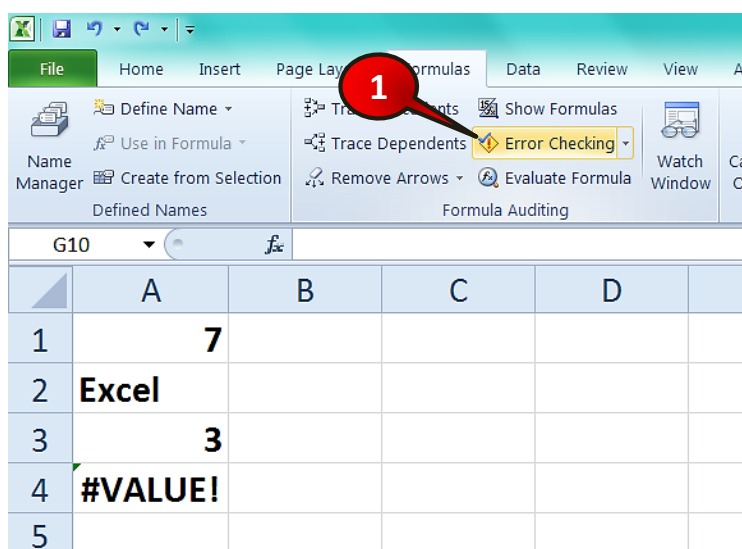 File Home Insert Page Lay Formulas Data Review View A
1
Define Name Show Formulas
Use in Formula Trace Dependents Error Checking
Name Manager Create from Selection Remove Arrows Evaluate Formula Watch Window
Defined Names Formula Auditing
G10 fx
A B C D
1 7
2 Excel
3 3
4 #VALUE!
5